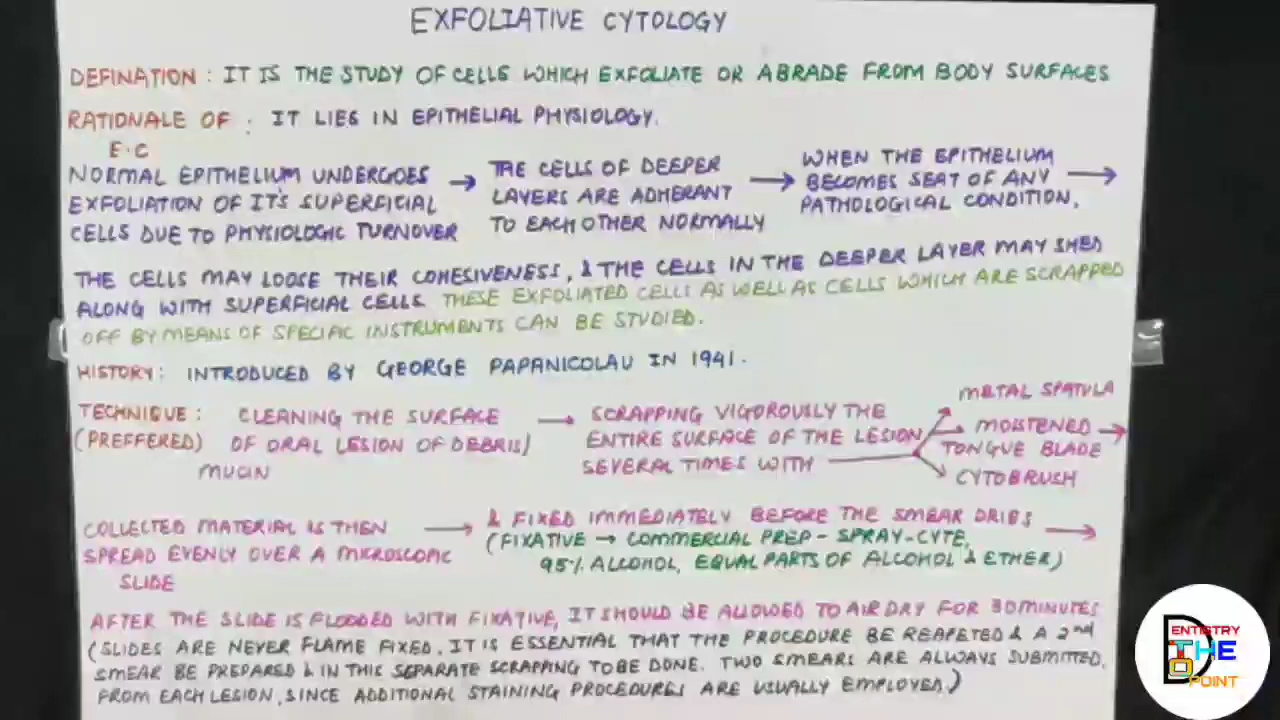 EXFOLIATIVE CYTOLOGY
DEFINATION : IT IS THE STUDY OF CELLS WHICH EXFOLIATE OR ABRADE FROM BODY SURFACES
RATIONALE OF : IT LIES IN EPITHELIAL PHYSIOLOGY.
E.C
NORMAL EPITHELIUM UNDERGOES
EXFOLIATION OF IT'S SUPERFICIAL
CELLS DUE TO PHYSIOLOGIC TURNOVER
→ THE CELLS OF DEEPER
LAYERS ARE ADHERANT
TO EACH OTHER NORMALLY
→ WHEN THE EPITHELIUM
BECOMES SEAT OF ANY →
PATHOLOGICAL CONDITION,
THE CELLS MAY LOOSE THEIR COHESIVENESS, & THE CELLS IN THE DEEPER LAYER MAY SHED
ALONG WITH SUPERFICIAL CELLS THESE EXFOLIATED CELLS AS WELL AS CELLS WHICH ARE SCRAPPED
OFF BY MEANS OF SPECIAL INSTRUMENTS CAN BE STUDIED.
HISTORY: INTRODUCED BY GEORGE PAPANICOLAU IN 1941.
TECHNIQUE : CLEANING THE SURFACE
(PREFFERED) OF ORAL LESION OF DEBRIS/
MUCIN
→ SCRAPPING VIGOROUSLY THE
ENTIRE SURFACE OF THE LESION
SEVERAL TIMES WITH
METAL SPATULA
MOISTENED →
TONGUE BLADE
CYTOBRUSH
COLLECTED MATERIAL IS THEN →
SPREAD EVENLY OVER A MICROSCOPIC
SLIDE
& FIXED IMMEDIATELY BEFORE THE SMEAR DRIES →
(FIXATIVE → COMMERCIAL PREP - SPRAY-CYTE,
95% ALCOHOL, EQUAL PARTS OF ALCOHOL & ETHER)
AFTER THE SLIDE IS FLOODED WITH FIXATIVE, IT SHOULD BE ALLOWED TO AIR DRY FOR 30 MINUTES
(SLIDES ARE NEVER FLAME FIXED, IT IS ESSENTIAL THAT THE PROCEDURE BE REAPETED & A 2nd
SMEAR BE PREPARED & IN THIS SEPARATE SCRAPPING TO BE DONE. TWO SMEARS ARE ALWAYS SUBMITTED,
FROM EACH LESION, SINCE ADDITIONAL STAINING PROCEDURES ARE USUALLY EMPLOYED.)
DENTISTRY
TO THE
POINT